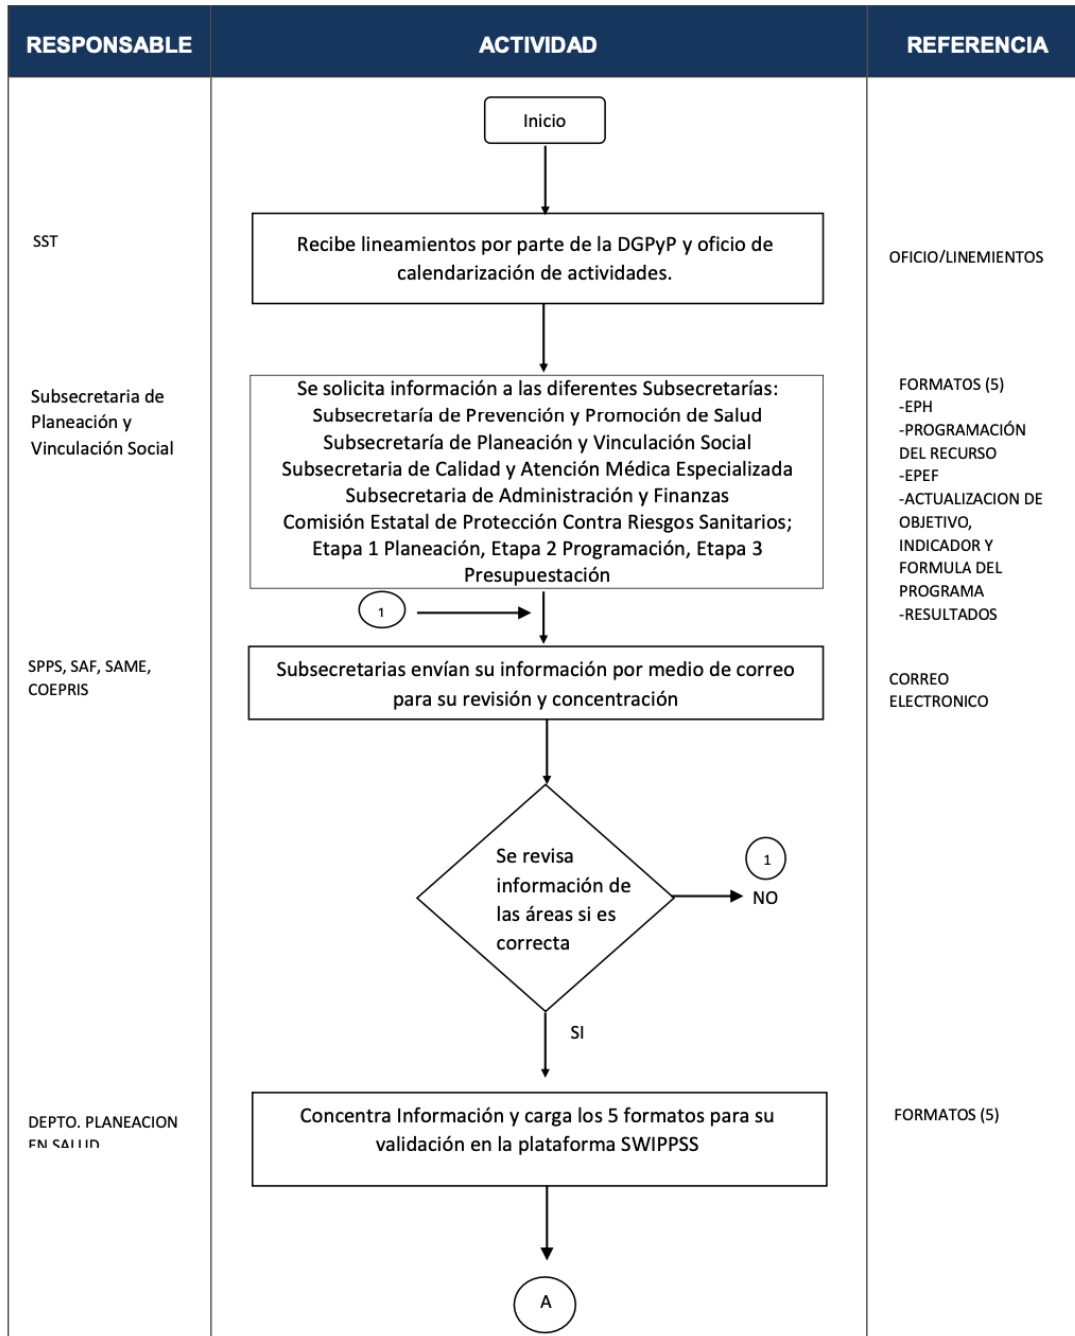 RESPONSABLE
ACTIVIDAD
REFERENCIA
Inicio
SST
Recibe lineamientos por parte de la DGPyP y oficio de
calendarización de actividades.
OFICIO/LINEMIENTOS
Subsecretaria de
Planeación y
Vinculación Social
Se solicita información a las diferentes Subsecretarías:
Subsecretaría de Prevención y Promoción de Salud
Subsecretaría de Planeación y Vinculación Social
Subsecretaria de Calidad y Atención Médica Especializada
Subsecretaria de Administración y Finanzas
Comisión Estatal de Protección Contra Riesgos Sanitarios;
Etapa 1 Planeación, Etapa 2 Programación, Etapa 3
Presupuestación
FORMATOS (5)
-EPH
-PROGRAMACIÓN
DEL RECURSO
-EPEF
-ACTUALIZACION DE
OBJETIVO,
INDICADOR Y
FORMULA DEL
PROGRAMA
-RESULTADOS
1
SPPS, SAF, SAME,
COEPRIS
Subsecretarias envían su información por medio de correo
para su revisión y concentración
CORREO
ELECTRONICO
Se revisa
información de
las áreas si es
correcta
1
NO
SI
DEPTO. PLANEACION
EN SALUD
Concentra Información y carga los 5 formatos para su
validación en la plataforma SWIPPSS
FORMATOS (5)
A